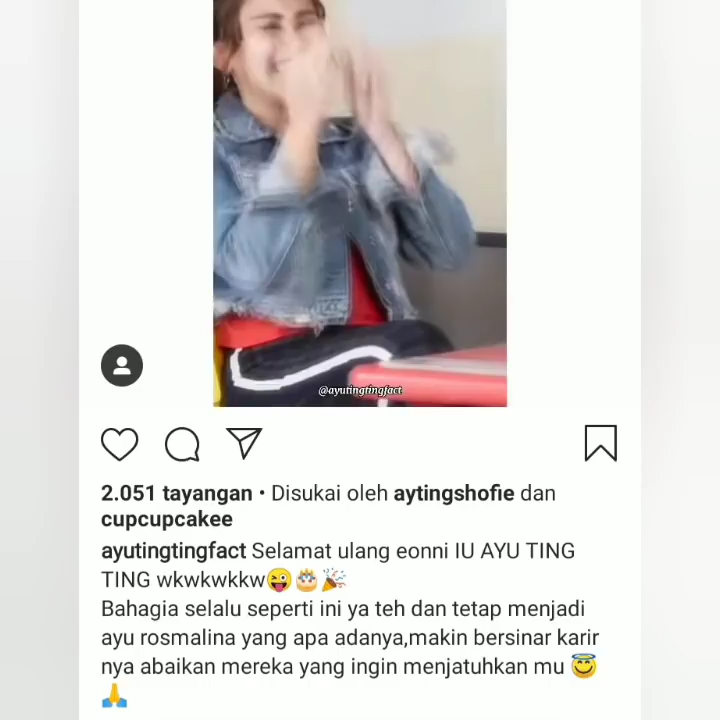 @ayutingtingfact
2.051 tayangan • Disukai oleh aytingshofie dan
cupcupcakee
ayutingtingfact Selamat ulang eonni IU AYU TING
TING wkwkwkkw😜🎂🎉
Bahagia selalu seperti ini ya teh dan tetap menjadi
ayu rosmalina yang apa adanya,makin bersinar karir
nya abaikan mereka yang ingin menjatuhkan mu 😇
🙏